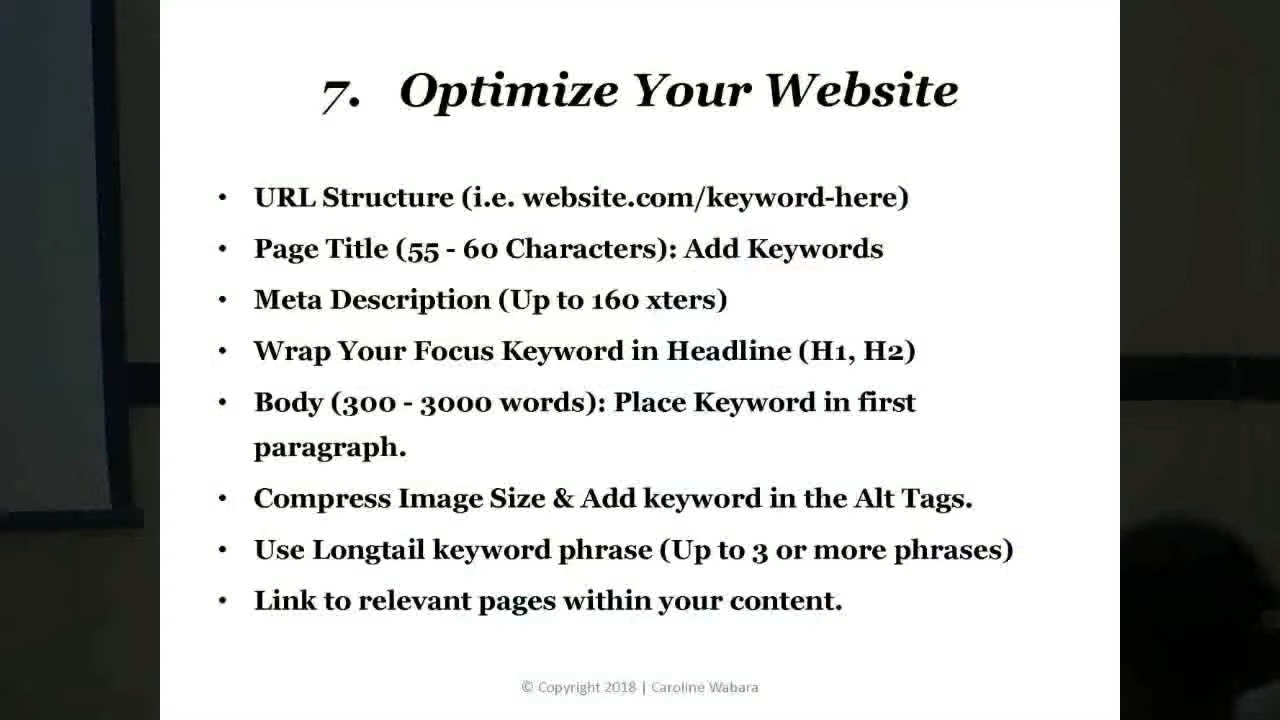 7. Optimize Your Website
• URL Structure (i.e. website.com/keyword-here)
• Page Title (55 - 60 Characters): Add Keywords
• Meta Description (Up to 160 xters)
• Wrap Your Focus Keyword in Headline (H1, H2)
• Body (300 - 3000 words): Place Keyword in first
paragraph.
• Compress Image Size & Add keyword in the Alt Tags.
• Use Longtail keyword phrase (Up to 3 or more phrases)
• Link to relevant pages within your content.
© Copyright 2018 | Caroline Wabara